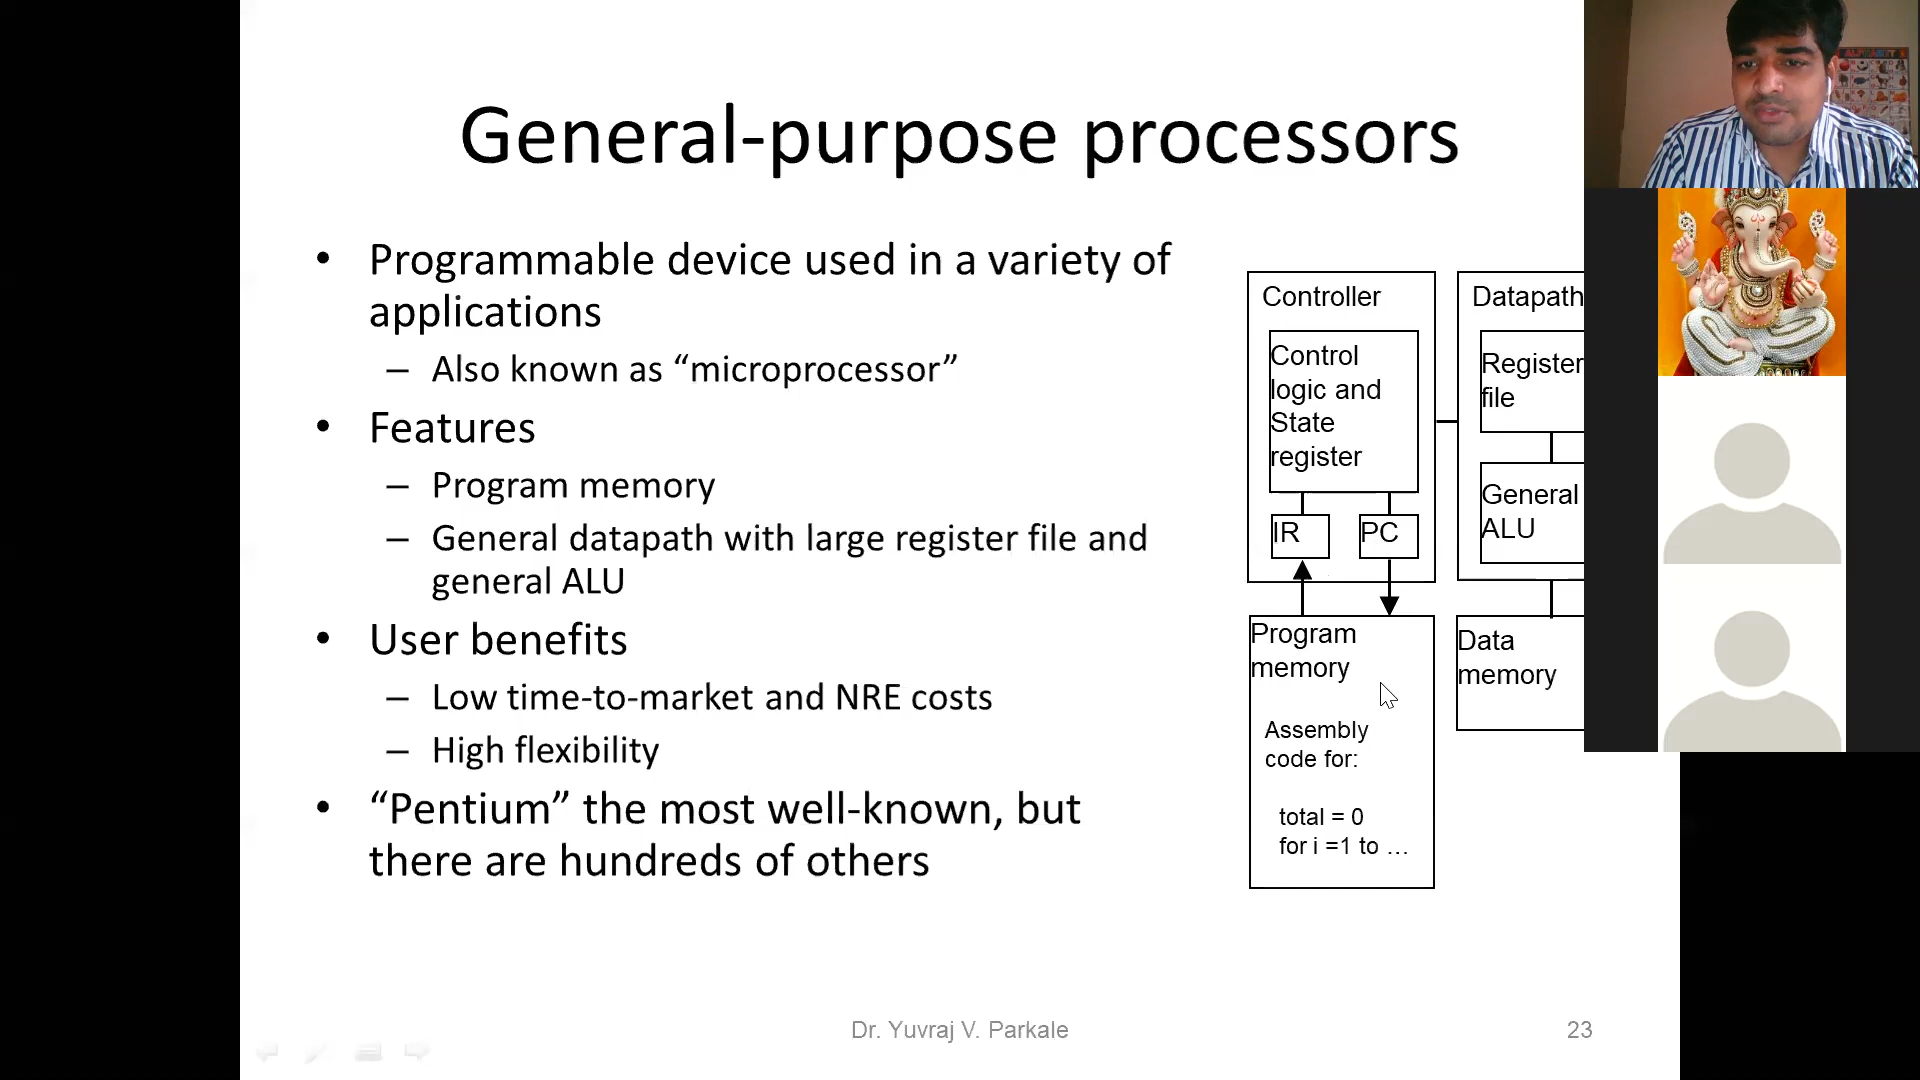 General-purpose processors
• Programmable device used in a variety of
applications
– Also known as “microprocessor”
• Features
– Program memory
– General datapath with large register file and
general ALU
• User benefits
– Low time-to-market and NRE costs
– High flexibility
• “Pentium” the most well-known, but
there are hundreds of others
Controller
Control
logic and
State
register
IR
PC
Datapath
Register
file
General
ALU
Program
memory
Assembly
code for:
total = 0
for i =1 to …
Data
memory
Dr. Yuvraj V. Parkale
23